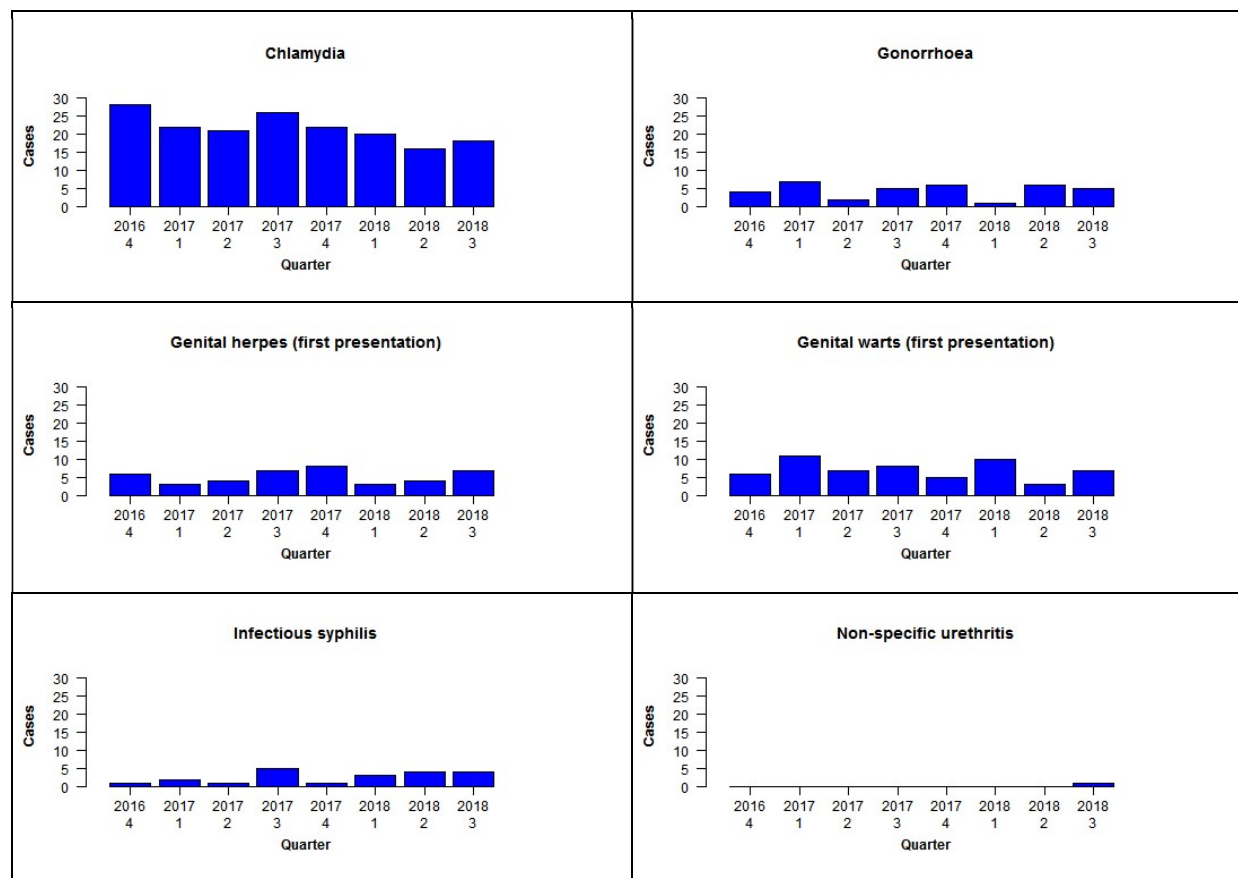 Chlamydia
30
25
20
15
10
5
0
Cases
2016 2017 2017 2017 2017 2018 2018 2018
4 1 2 3 4 1 2 3
Quarter
Gonorrhoea
30
25
20
15
10
5
0
Cases
2016 2017 2017 2017 2017 2018 2018 2018
4 1 2 3 4 1 2 3
Quarter
Genital herpes (first presentation)
30
25
20
15
10
5
0
Cases
2016 2017 2017 2017 2017 2018 2018 2018
4 1 2 3 4 1 2 3
Quarter
Genital warts (first presentation)
30
25
20
15
10
5
0
Cases
2016 2017 2017 2017 2017 2018 2018 2018
4 1 2 3 4 1 2 3
Quarter
Infectious syphilis
30
25
20
15
10
5
0
Cases
2016 2017 2017 2017 2017 2018 2018 2018
4 1 2 3 4 1 2 3
Quarter
Non-specific urethritis
30
25
20
15
10
5
0
Cases
2016 2017 2017 2017 2017 2018 2018 2018
4 1 2 3 4 1 2 3
Quarter